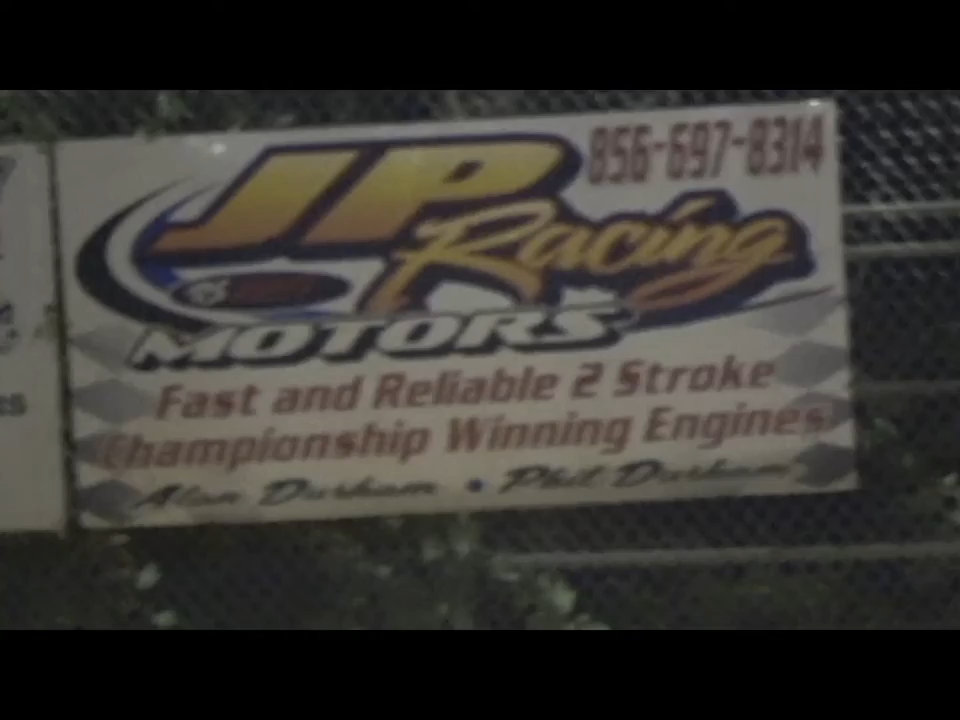 856-697-8314
JP
Racing
MOTORS
Fast and Reliable 2 Stroke
Championship Winning Engines
Alan Durham • Phil Durham